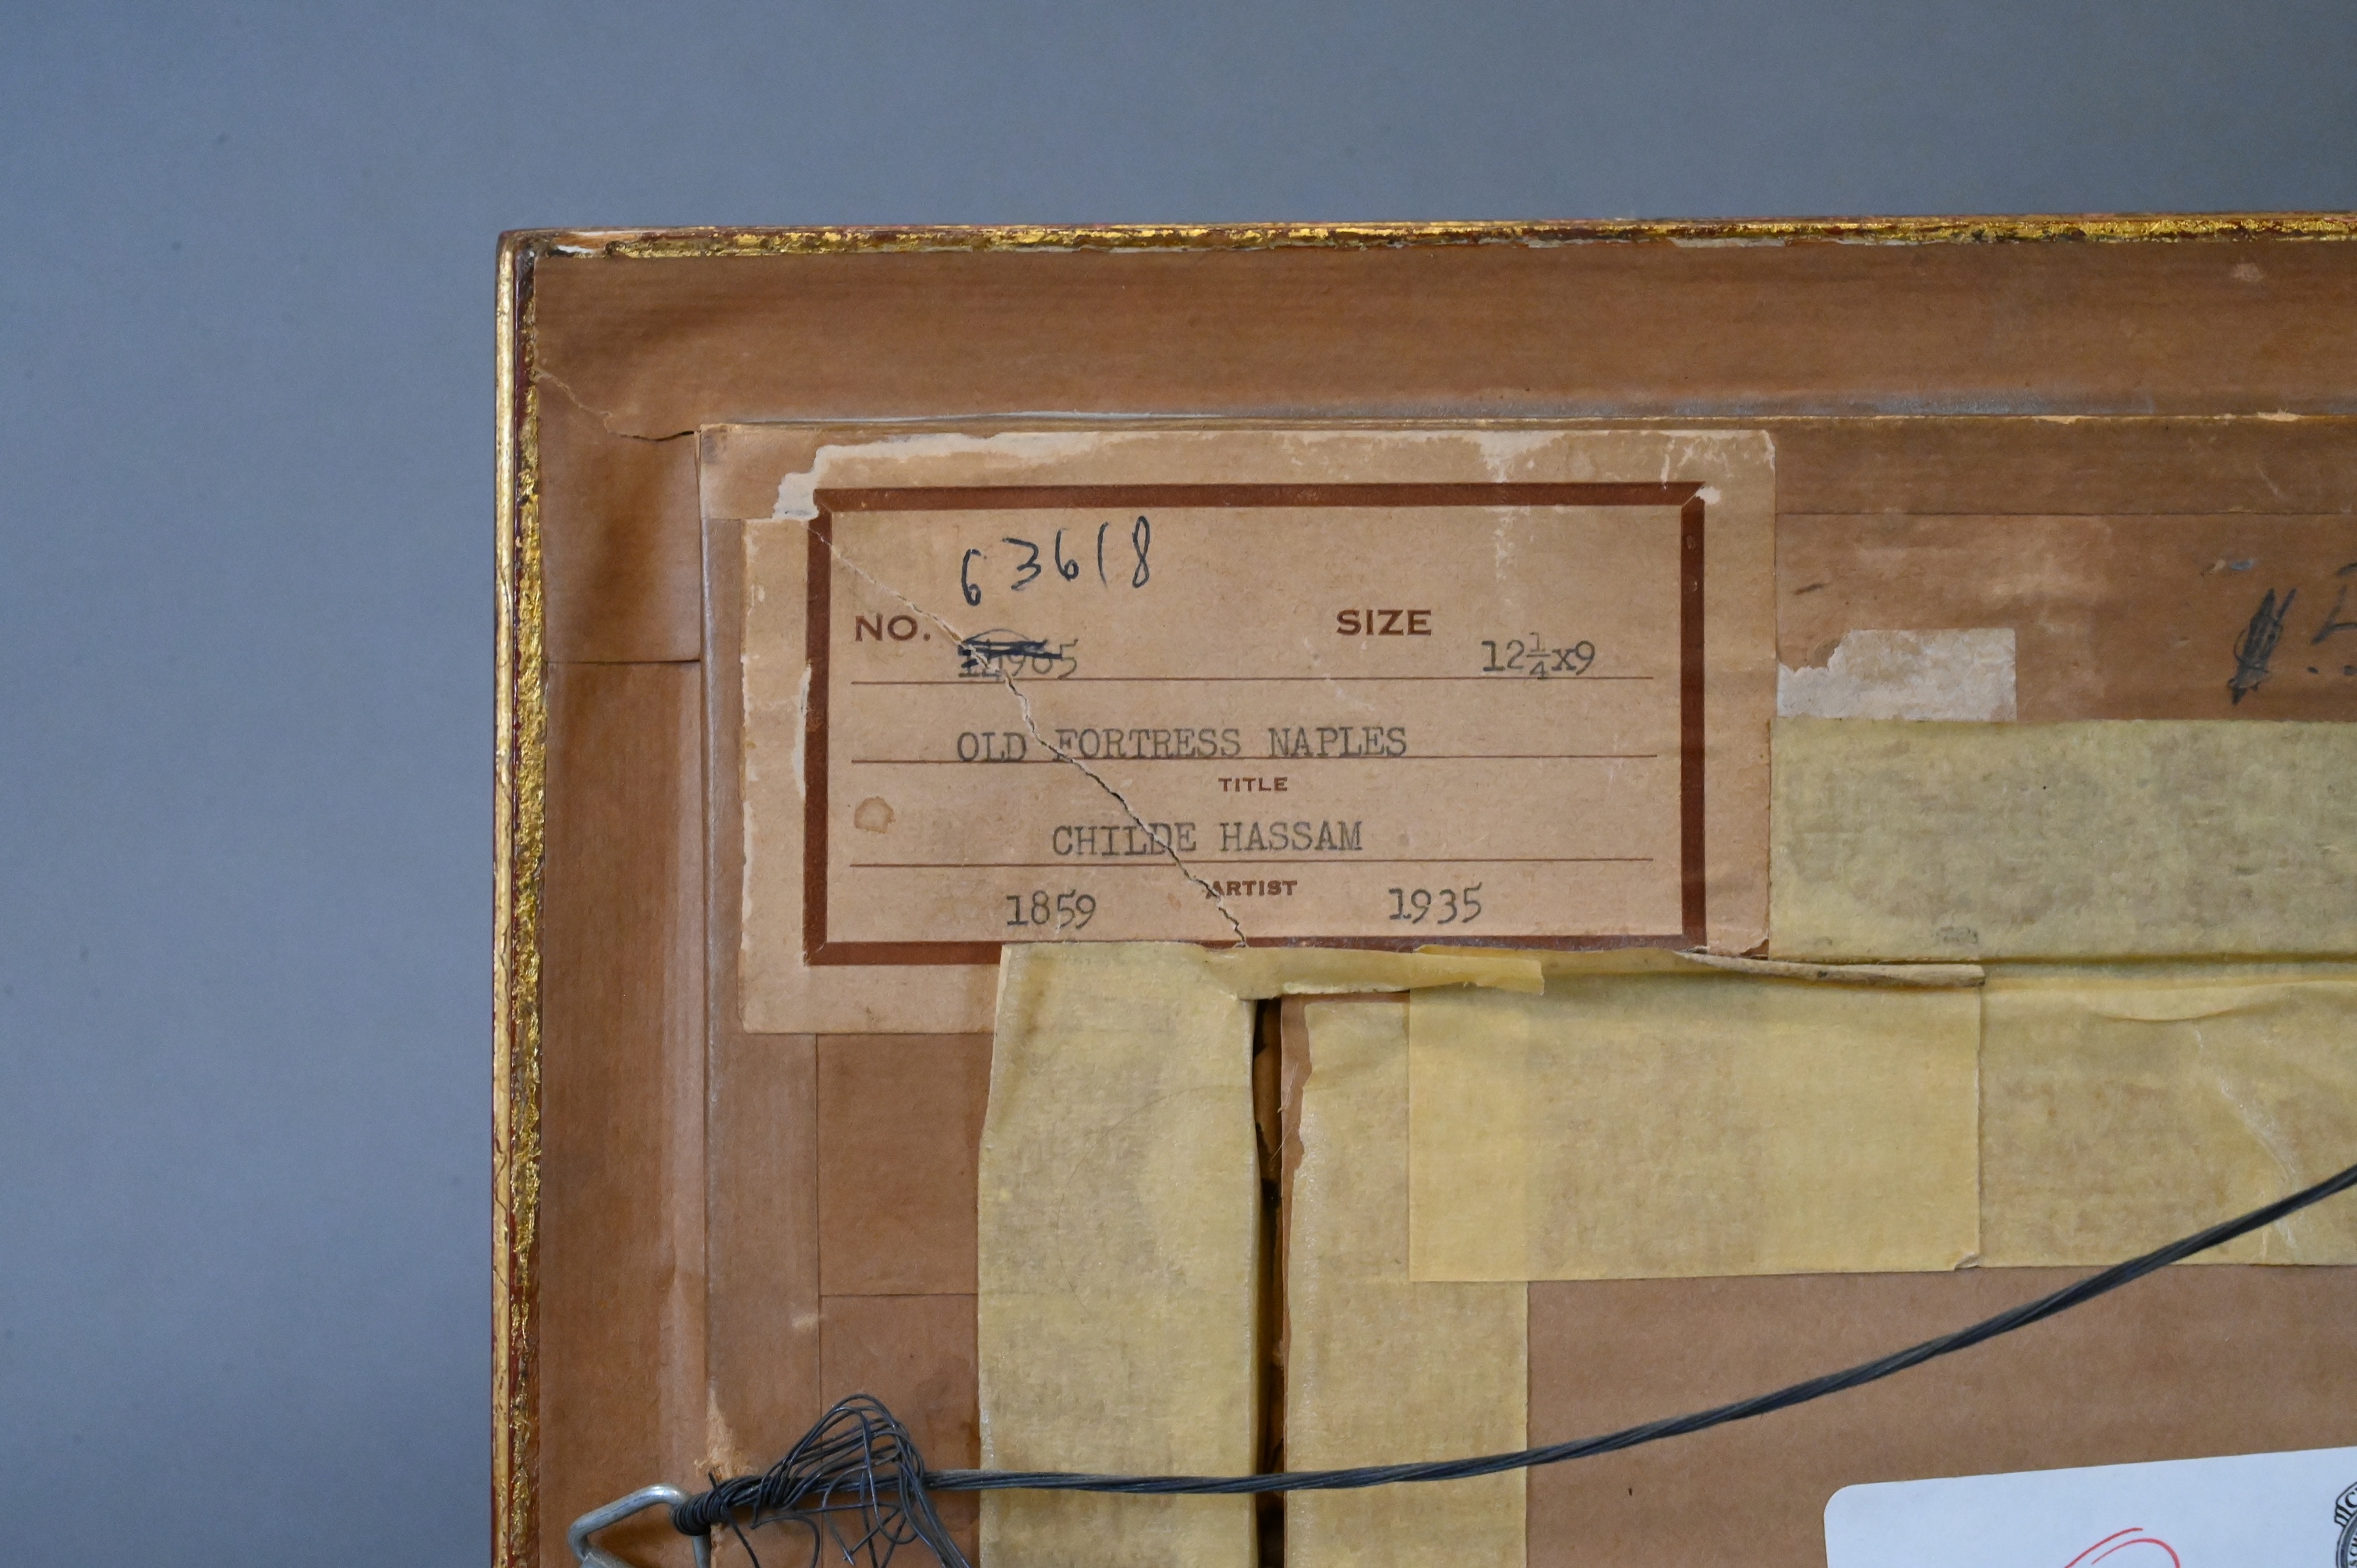 63618
NO. SIZE
12¼x9
OLD FORTRESS NAPLES
TITLE
CHILDE HASSAM
ARTIST
1859 1935